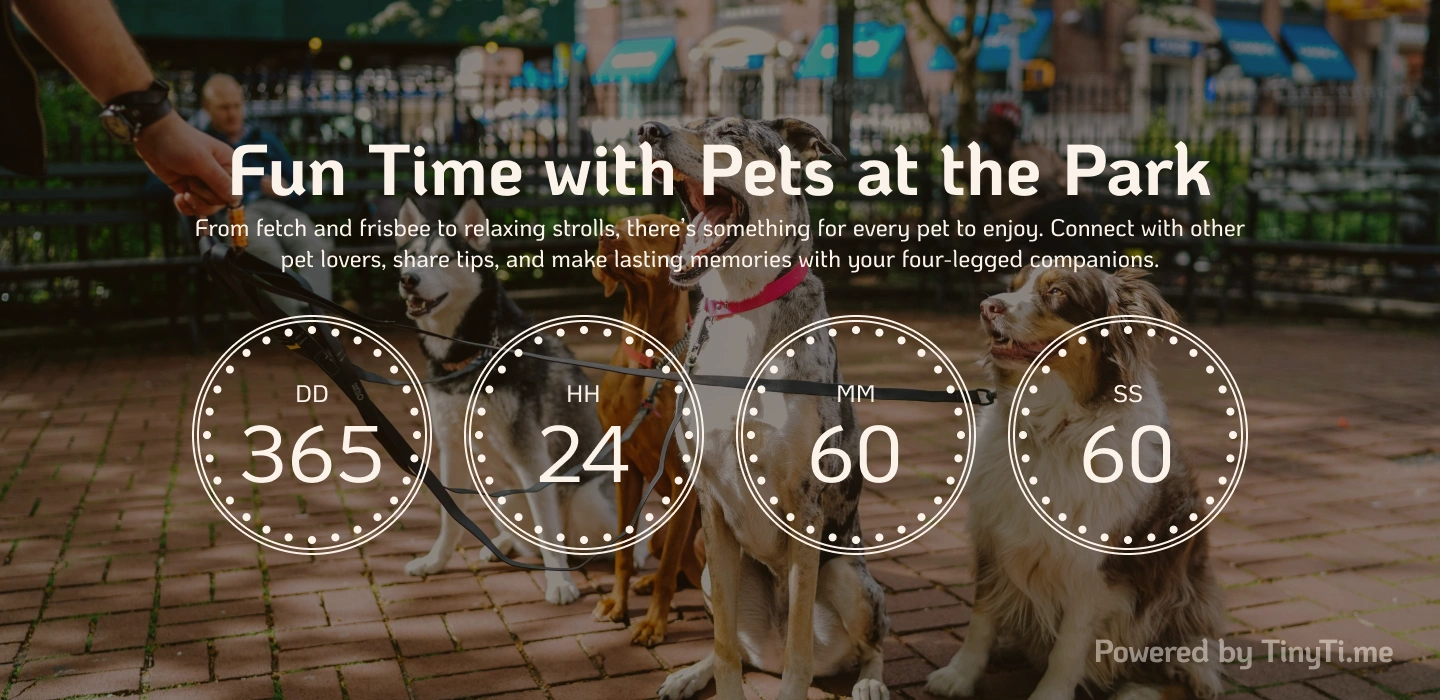 Fun Time with Pets at the Park
From fetch and frisbee to relaxing strolls, there's something for every pet to enjoy. Connect with other
pet lovers, share tips, and make lasting memories with your four-legged companions.
DD HH MM SS
365 24 60 60
Powered by TinyTi.me